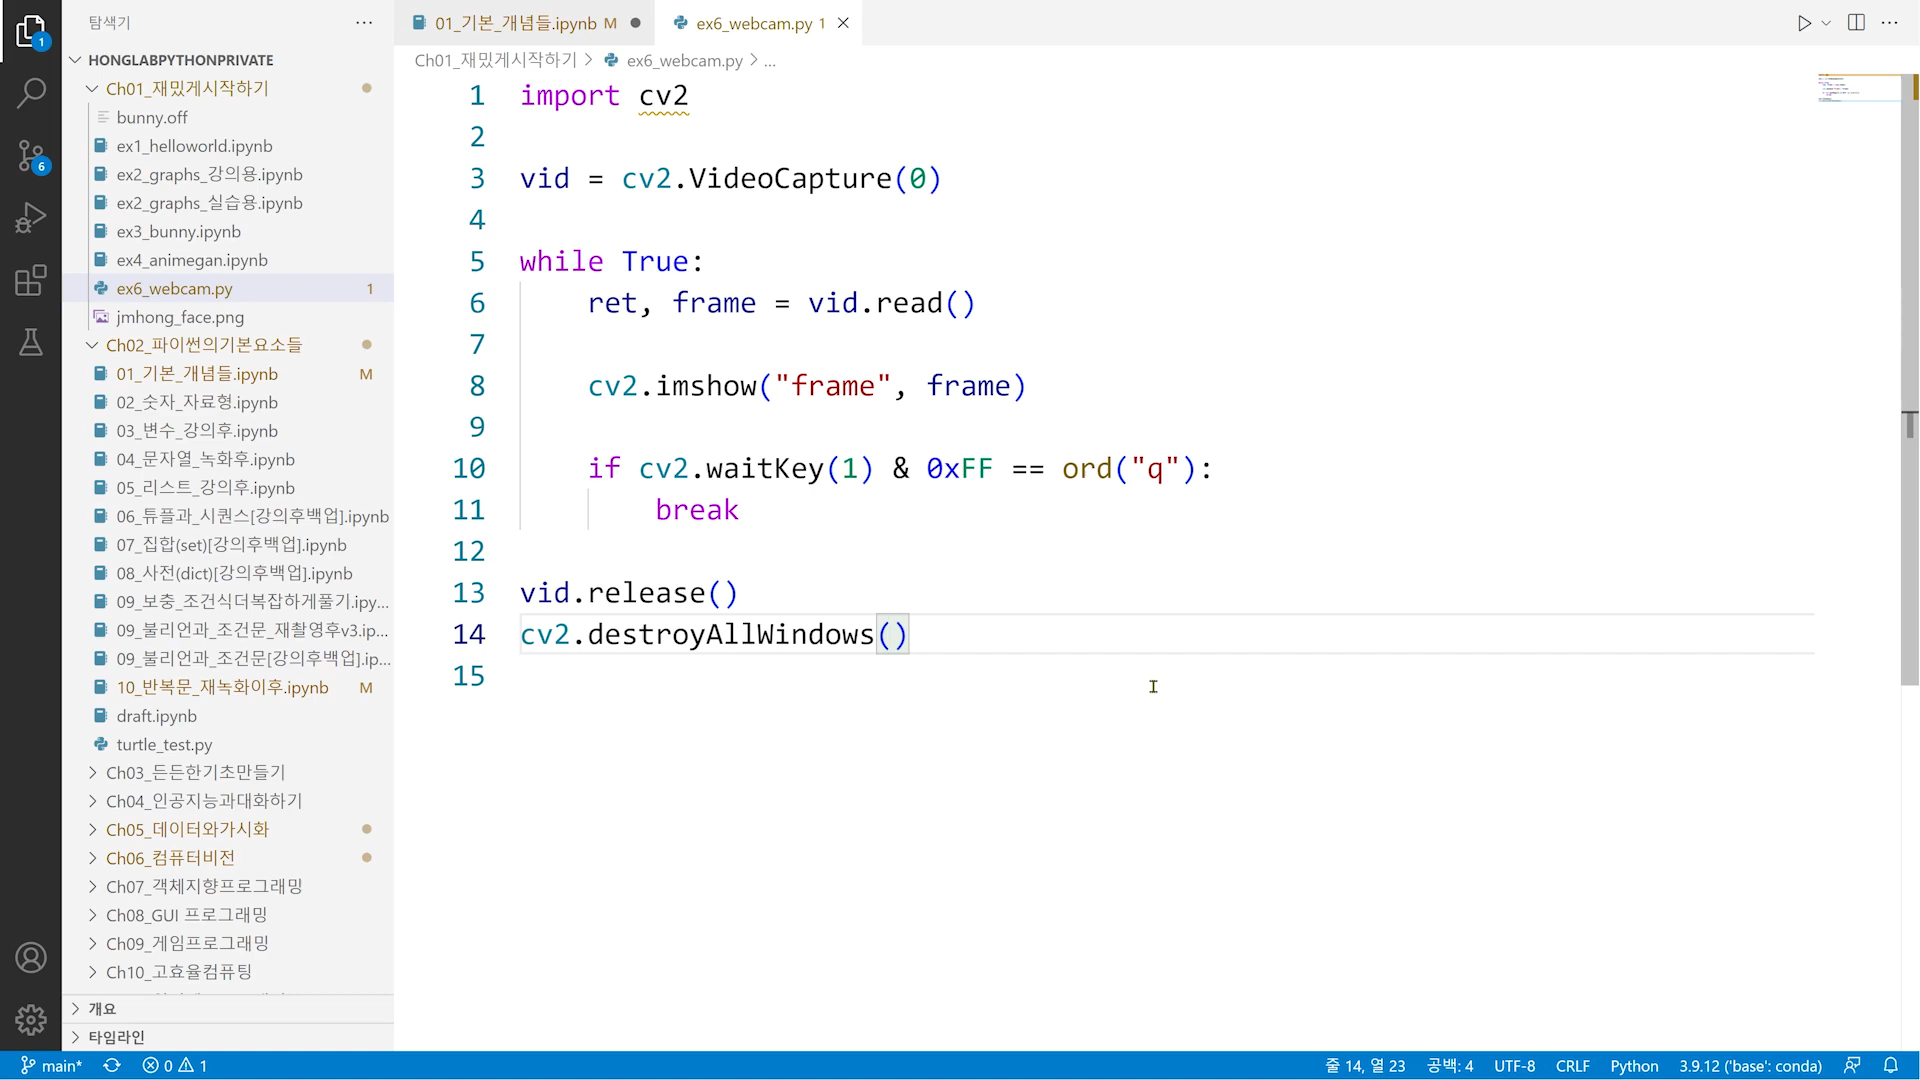 탐색기
HONGLABPYTHONPRIVATE
Ch01_재밌게시작하기
bunny.off
ex1_helloworld.ipynb
ex2_graphs_강의용.ipynb
ex2_graphs_실습용.ipynb
ex3_bunny.ipynb
ex4_animegan.ipynb
ex6_webcam.py 1
jmhong_face.png
Ch02_파이썬의기본요소들
01_기본_개념들.ipynb M
02_숫자_자료형.ipynb
03_변수_강의후.ipynb
04_문자열_녹화후.ipynb
05_리스트_강의후.ipynb
06_튜플과_시퀀스[강의후백업].ipynb
07_집합(set)[강의후백업].ipynb
08_사전(dict)[강의후백업].ipynb
09_보충_조건식더복잡하게풀기.ipy...
09_불리언과_조건문_재촬영후v3.ip...
09_불리언과_조건문[강의후백업].ip...
10_반복문_재녹화이후.ipynb M
draft.ipynb
turtle_test.py
Ch03_든든한기초만들기
Ch04_인공지능과대화하기
Ch05_데이터와가시화
Ch06_컴퓨터비전
Ch07_객체지향프로그래밍
Ch08_GUI 프로그래밍
Ch09_게임프로그래밍
Ch10_고효율컴퓨팅
개요
타임라인
1
6
01_기본_개념들.ipynb M
ex6_webcam.py 1
Ch01_재밌게시작하기 > ex6_webcam.py > ...
1 import cv2
2
3 vid = cv2.VideoCapture(0)
4
5 while True:
6 ret, frame = vid.read()
7
8 cv2.imshow("frame", frame)
9
10 if cv2.waitKey(1) & 0xFF == ord("q"):
11 break
12
13 vid.release()
14 cv2.destroyAllWindows()
15
main* 0 1
줄 14, 열 23 공백: 4 UTF-8 CRLF Python 3.9.12 ('base': conda)